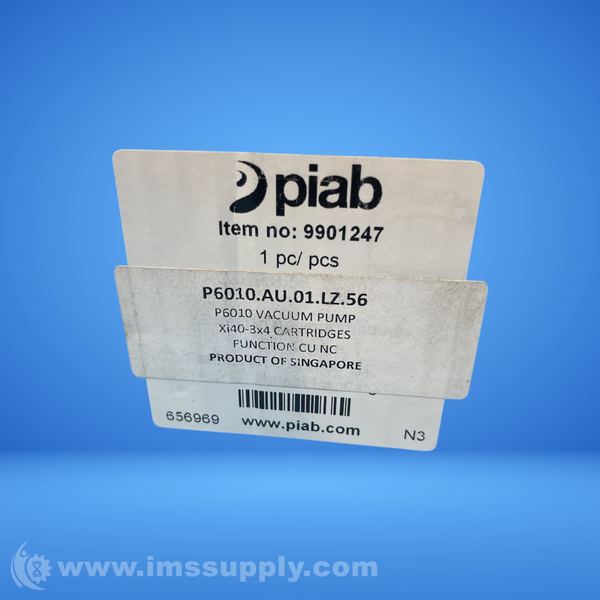 piab
Item no: 9901247
1 pc/ pcs
P6010.AU.01.LZ.56
P6010 VACUUM PUMP
Xi40-3x4 CARTRIDGES
FUNCTION CU NC
PRODUCT OF SINGAPORE
656969 www.piab.com N3
www.imssupply.com